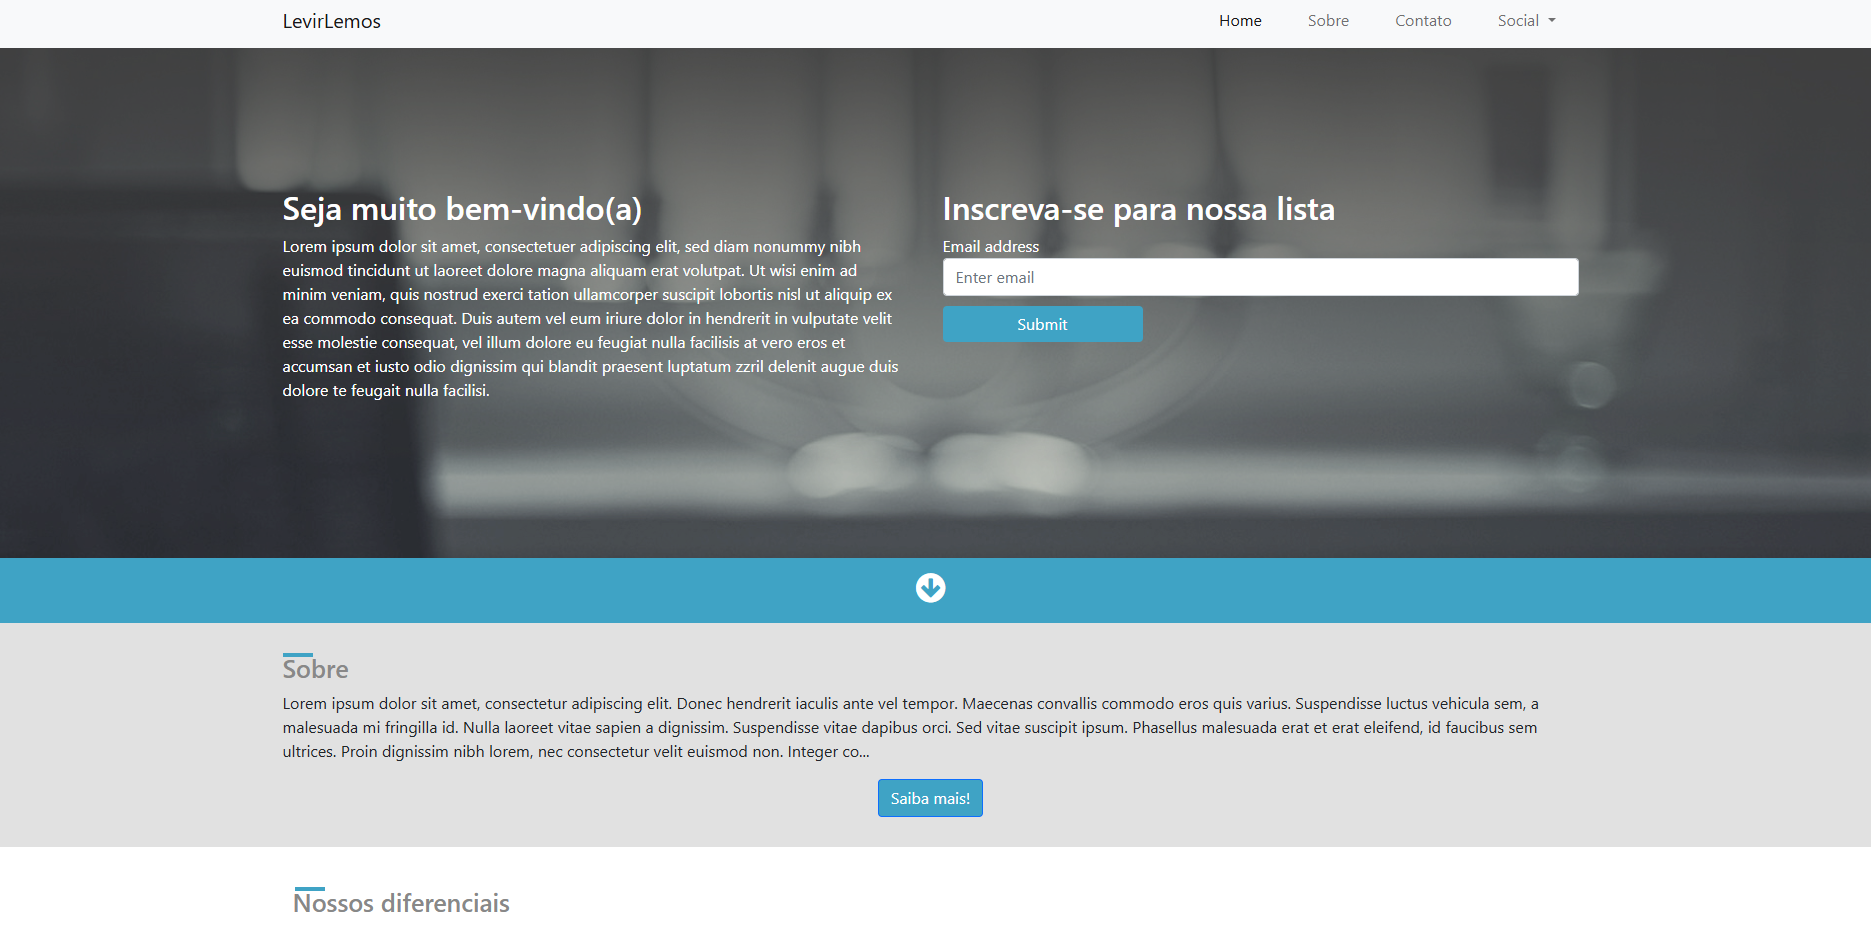 LevirLemos
Home Sobre Contato Social
Seja muito bem-vindo(a)
Lorem ipsum dolor sit amet, consectetuer adipiscing elit, sed diam nonummy nibh
euismod tincidunt ut laoreet dolore magna aliquam erat volutpat. Ut wisi enim ad
minim veniam, quis nostrud exerci tation ullamcorper suscipit lobortis nisl ut aliquip ex
ea commodo consequat. Duis autem vel eum iriure dolor in hendrerit in vulputate velit
esse molestie consequat, vel illum dolore eu feugiat nulla facilisis at vero eros et
accumsan et iusto odio dignissim qui blandit praesent luptatum zzril delenit augue duis
dolore te feugait nulla facilisi.
Inscreva-se para nossa lista
Email address
Enter email
Submit
Sobre
Lorem ipsum dolor sit amet, consectetur adipiscing elit. Donec hendrerit iaculis ante vel tempor. Maecenas convallis commodo eros quis varius. Suspendisse luctus vehicula sem, a
malesuada mi fringilla id. Nulla laoreet vitae sapien a dignissim. Suspendisse vitae dapibus orci. Sed vitae suscipit ipsum. Phasellus malesuada erat et erat eleifend, id faucibus sem
ultrices. Proin dignissim nibh lorem, nec consectetur velit euismod non. Integer co...
Saiba mais!
Nossos diferenciais